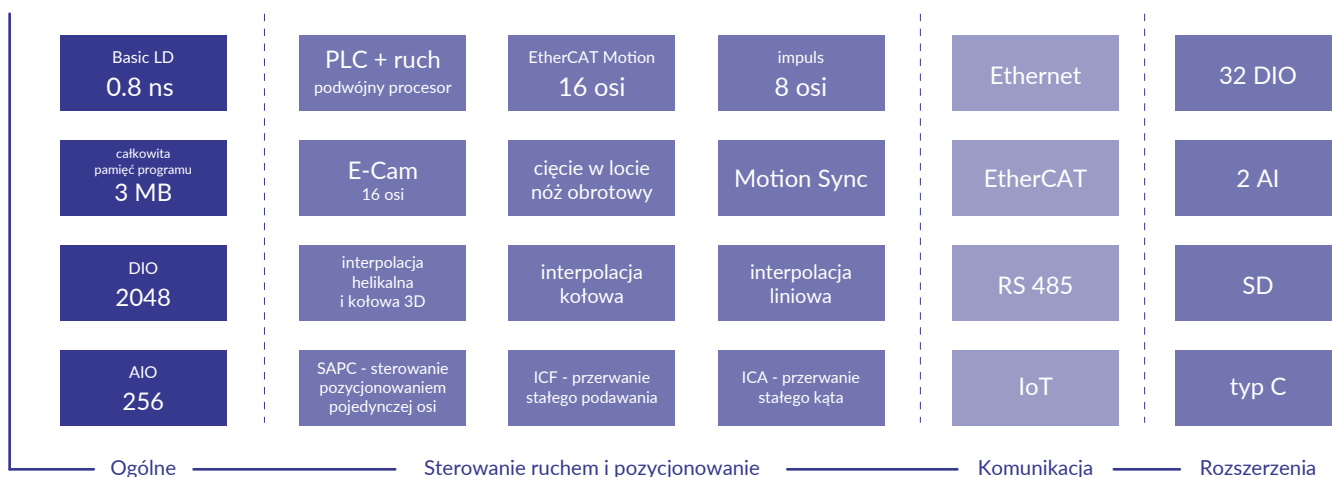 Basic LD
0.8 ns
PLC + ruch
podwójny procesor
EtherCAT Motion
16 osi
impuls
8 osi
Ethernet
32 DIO
całkowita
pamięć programu
3 MB
E-Cam
16 osi
cięcie w locie
nóż obrotowy
Motion Sync
EtherCAT
2 AI
DIO
2048
interpolacja
helikalna
i kołowa 3D
interpolacja
kołowa
interpolacja
liniowa
RS 485
SD
AIO
256
SAPC - sterowanie
pozycjonowaniem
pojedynczej osi
ICF - przerwanie
stałego podawania
ICA - przerwanie
stałego kąta
IoT
typ C
Ogólne
Sterowanie ruchem i pozycjonowanie
Komunikacja
Rozszerzenia